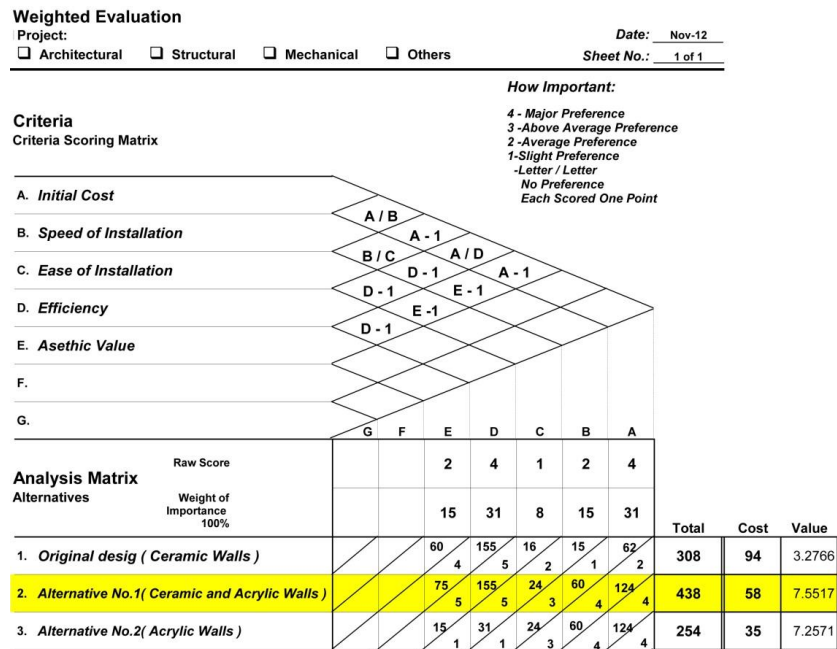 Weighted Evaluation
Project:
Date: Nov-12
❑ Architectural ❑ Structural ❑ Mechanical ❑ Others
Sheet No.: 1 of 1
How Important:
4 - Major Preference
3 -Above Average Preference
2 -Average Preference
1-Slight Preference
-Letter / Letter
No Preference
Each Scored One Point
Criteria
Criteria Scoring Matrix
A. Initial Cost
A / B
B. Speed of Installation
A - 1
B / C
A / D
C. Ease of Installation
D - 1
A - 1
D - 1
E - 1
D. Efficiency
E -1
D - 1
E. Asethic Value
F.
G.
G F E D C B A
Analysis Matrix
Raw Score
2 4 1 2 4
Alternatives
Weight of
Importance
100%
15 31 8 15 31
Total Cost Value
1. Original desig ( Ceramic Walls )
60 155 16 15 62
4 5 2 1 2
308 94 3.2766
2. Alternative No.1( Ceramic and Acrylic Walls )
75 155 24 60 124
5 5 3 4 4
438 58 7.5517
3. Alternative No.2( Acrylic Walls )
15 31 24 60 124
1 1 3 4 4
254 35 7.2571